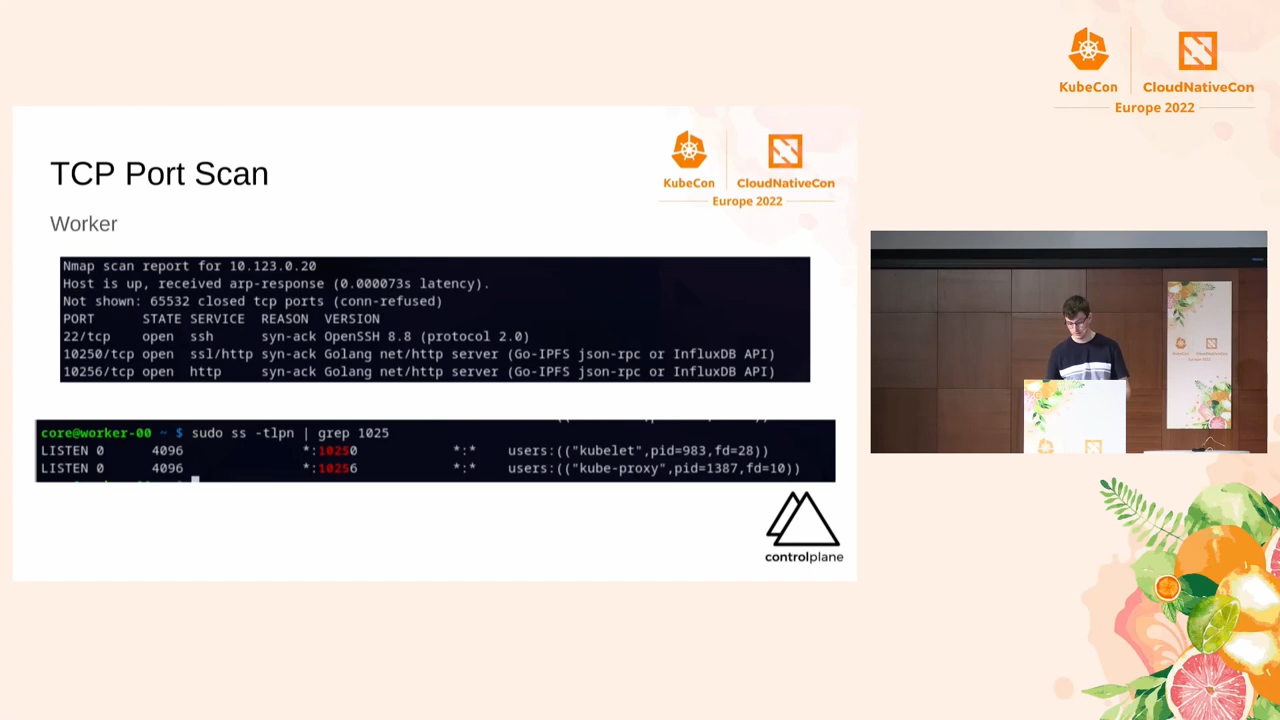 KubeCon
CloudNativeCon
Europe 2022
TCP Port Scan
KubeCon
CloudNativeCon
Europe 2022
Worker
Nmap scan report for 10.123.0.20
Host is up, received arp-response (0.000073s latency).
Not shown: 65532 closed tcp ports (conn-refused)
PORT STATE SERVICE REASON VERSION
22/tcp open ssh syn-ack OpenSSH 8.8 (protocol 2.0)
10250/tcp open ssl/http syn-ack Golang net/http server (Go-IPFS json-rpc or InfluxDB API)
10256/tcp open http syn-ack Golang net/http server (Go-IPFS json-rpc or InfluxDB API)
core@worker-00 ~ $ sudo ss -tlpn | grep 1025
LISTEN 0 4096 *:10250 *:* users:(("kubelet",pid=983,fd=28))
LISTEN 0 4096 *:10256 *:* users:(("kube-proxy",pid=1387,fd=10))
controlplane